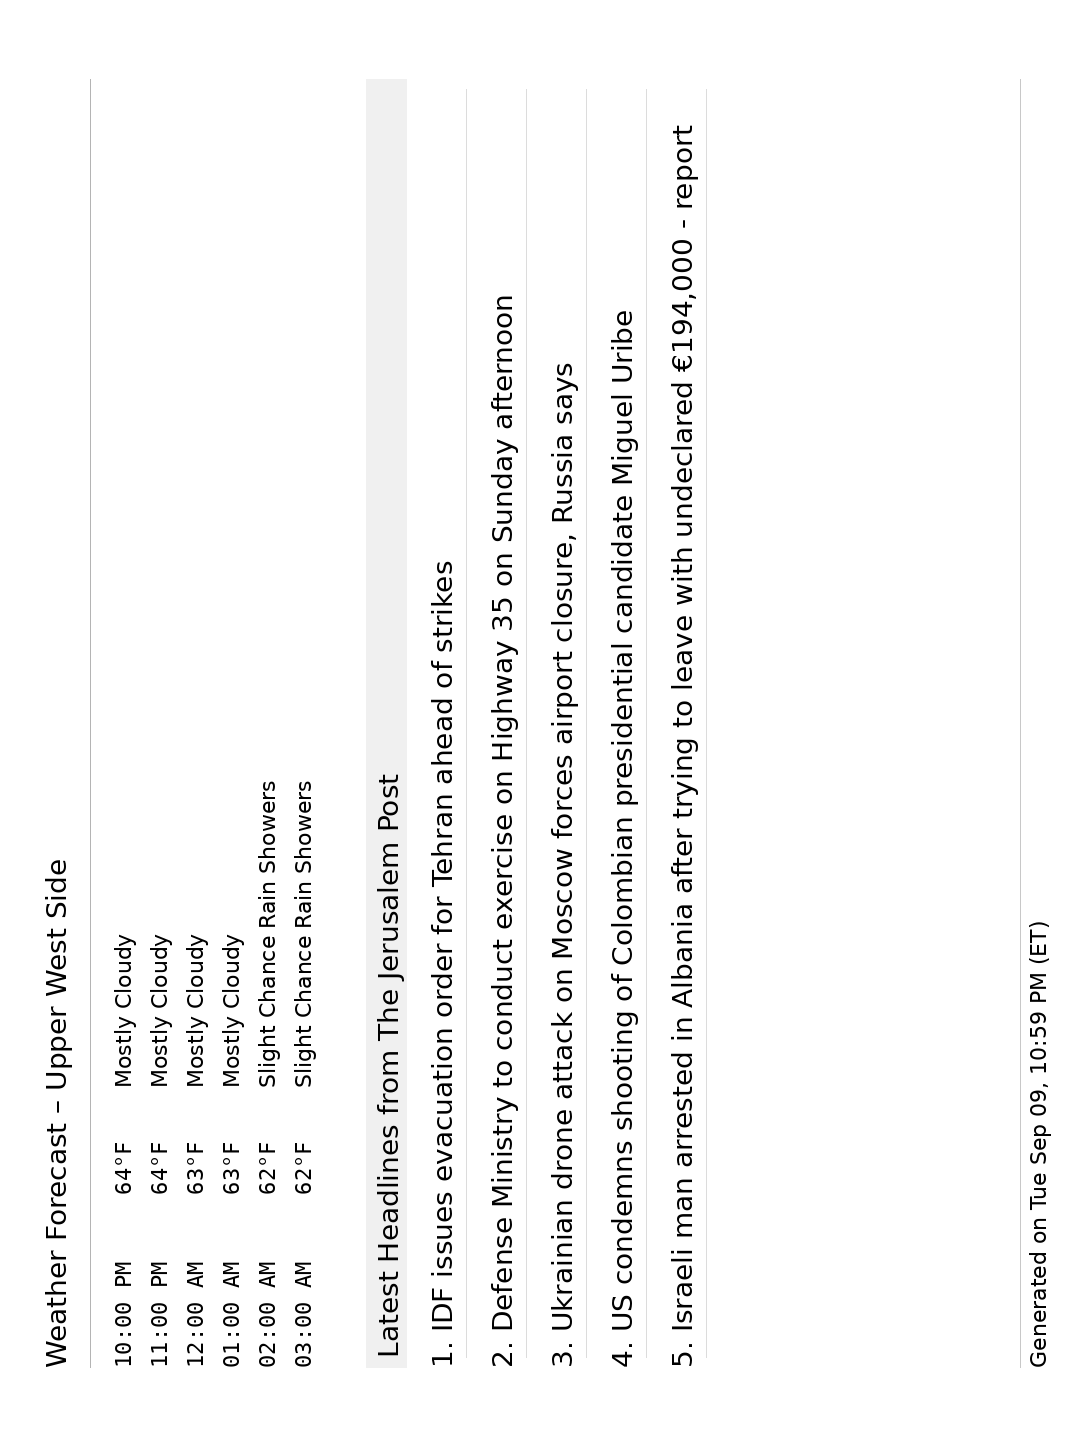 Weather Forecast – Upper West Side
10:00 PM 64°F Mostly Cloudy
11:00 PM 64°F Mostly Cloudy
12:00 AM 63°F Mostly Cloudy
01:00 AM 63°F Mostly Cloudy
02:00 AM 62°F Slight Chance Rain Showers
03:00 AM 62°F Slight Chance Rain Showers
Latest Headlines from The Jerusalem Post
1. IDF issues evacuation order for Tehran ahead of strikes
2. Defense Ministry to conduct exercise on Highway 35 on Sunday afternoon
3. Ukrainian drone attack on Moscow forces airport closure, Russia says
4. US condemns shooting of Colombian presidential candidate Miguel Uribe
5. Israeli man arrested in Albania after trying to leave with undeclared €194,000 - report
Generated on Tue Sep 09, 10:59 PM (ET)